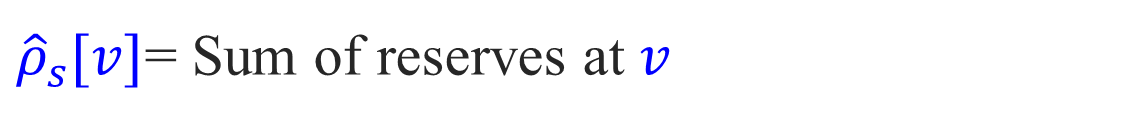 ρ̂ₛ[v]= Sum of reserves at v